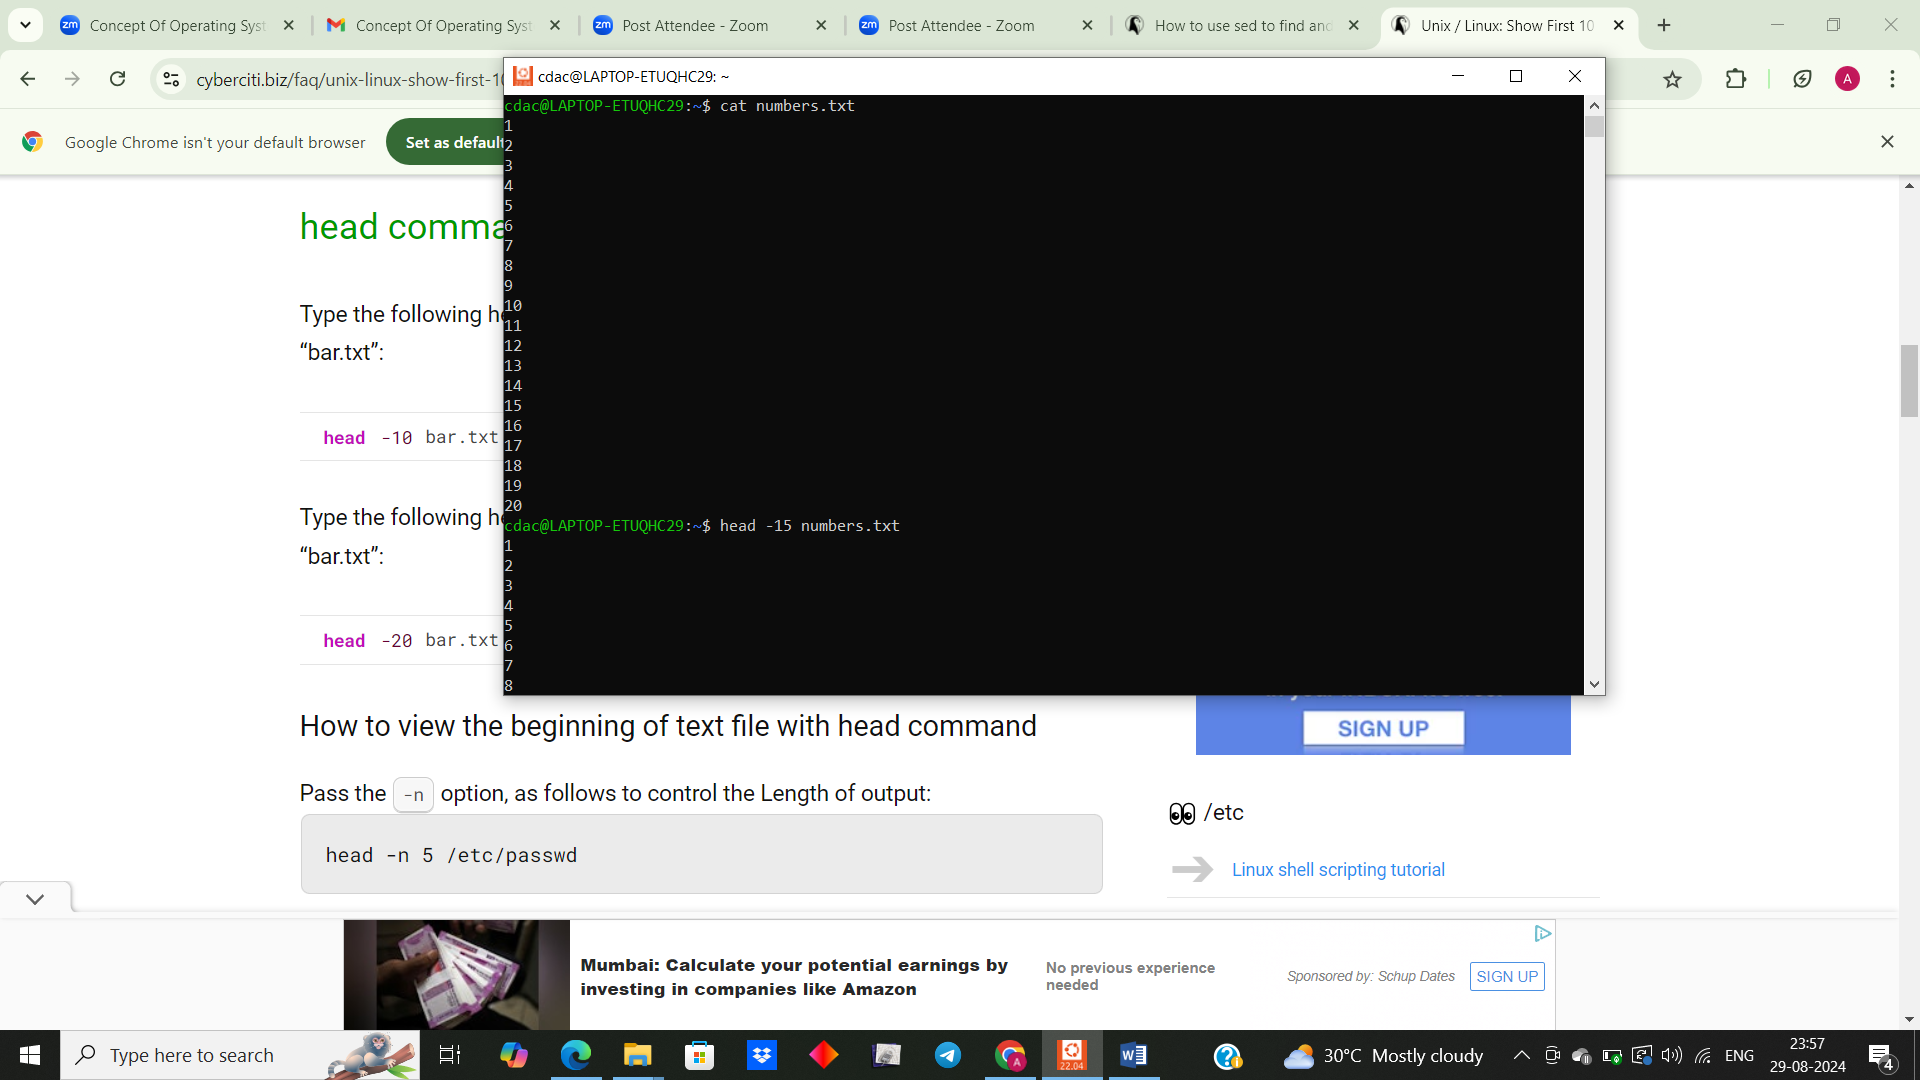 Concept Of Operating Syst
Concept Of Operating Syst
Post Attendee - Zoom
Post Attendee - Zoom
How to use sed to find and
Unix / Linux: Show First 10
cyberciti.biz/faq/unix-linux-show-first-10
A
Google Chrome isn't your default browser
Set as default
cdac@LAPTOP-ETUQHC29: ~
cdac@LAPTOP-ETUQHC29:~$ cat numbers.txt
1
2
3
4
5
6
7
8
9
10
11
12
13
14
15
16
17
18
19
20
cdac@LAPTOP-ETUQHC29:~$ head -15 numbers.txt
1
2
3
4
5
6
7
8
head comma
Type the following he
“bar.txt”:
head -10 bar.txt
Type the following he
“bar.txt”:
head -20 bar.txt
How to view the beginning of text file with head command
Pass the -n option, as follows to control the Length of output:
head -n 5 /etc/passwd
SIGN UP
/etc
Linux shell scripting tutorial
Mumbai: Calculate your potential earnings by
investing in companies like Amazon
No previous experience
needed
Sponsored by: Schup Dates
SIGN UP
Type here to search
22.04
30°C Mostly cloudy
ENG
23:57
29-08-2024
4